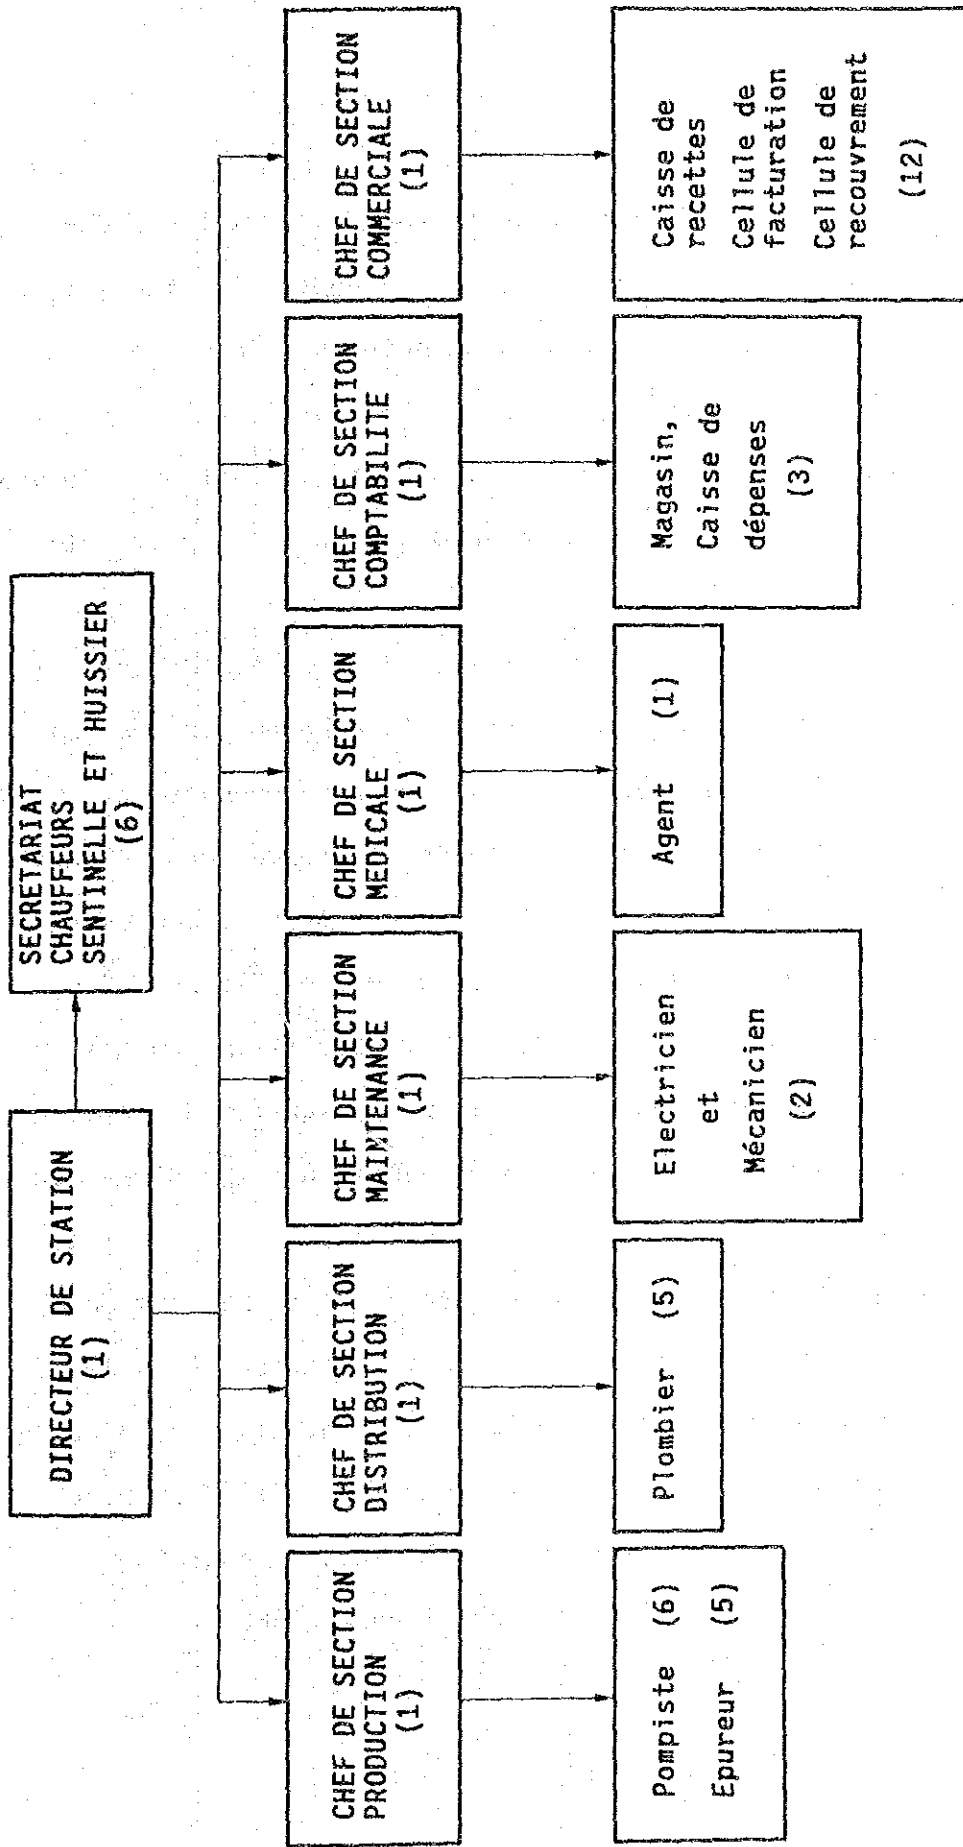 DIRECTEUR DE STATION
(1)
SECRETARIAT
CHAUFFEURS
SENTINELLE ET HUISSIER
(6)
CHEF DE SECTION
PRODUCTION
(1)
CHEF DE SECTION
DISTRIBUTION
(1)
CHEF DE SECTION
MAINTENANCE
(1)
CHEF DE SECTION
MEDICALE
(1)
CHEF DE SECTION
COMPTABILITE
(1)
CHEF DE SECTION
COMMERCIALE
(1)
Pompiste (6)
Epureur (5)
Plombier (5)
Electricien
et
Mécanicien
(2)
Agent (1)
Magasin,
Caisse de
dépenses
(3)
Caisse de
recettes
Cellule de
facturation
Cellule de
recouvrement
(12)